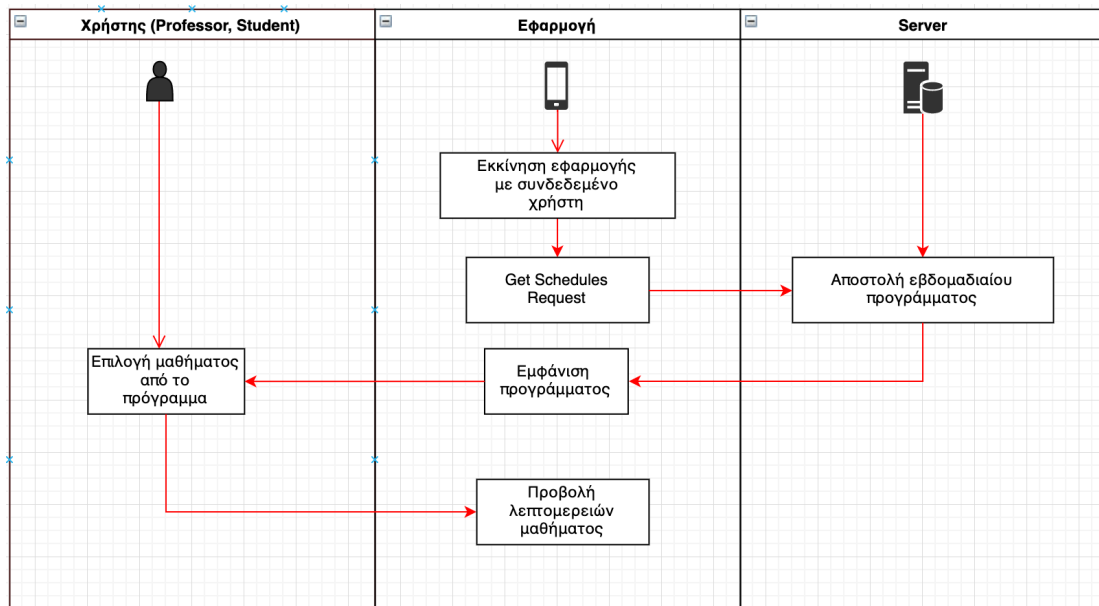 Χρήστης (Professor, Student)
Εφαρμογή
Server
Εκκίνηση εφαρμογής
με συνδεδεμένο
χρήστη
Get Schedules
Request
Αποστολή εβδομαδιαίου
προγράμματος
Επιλογή μαθήματος
από το
πρόγραμμα
Εμφάνιση
προγράμματος
Προβολή
λεπτομερειών
μαθήματος